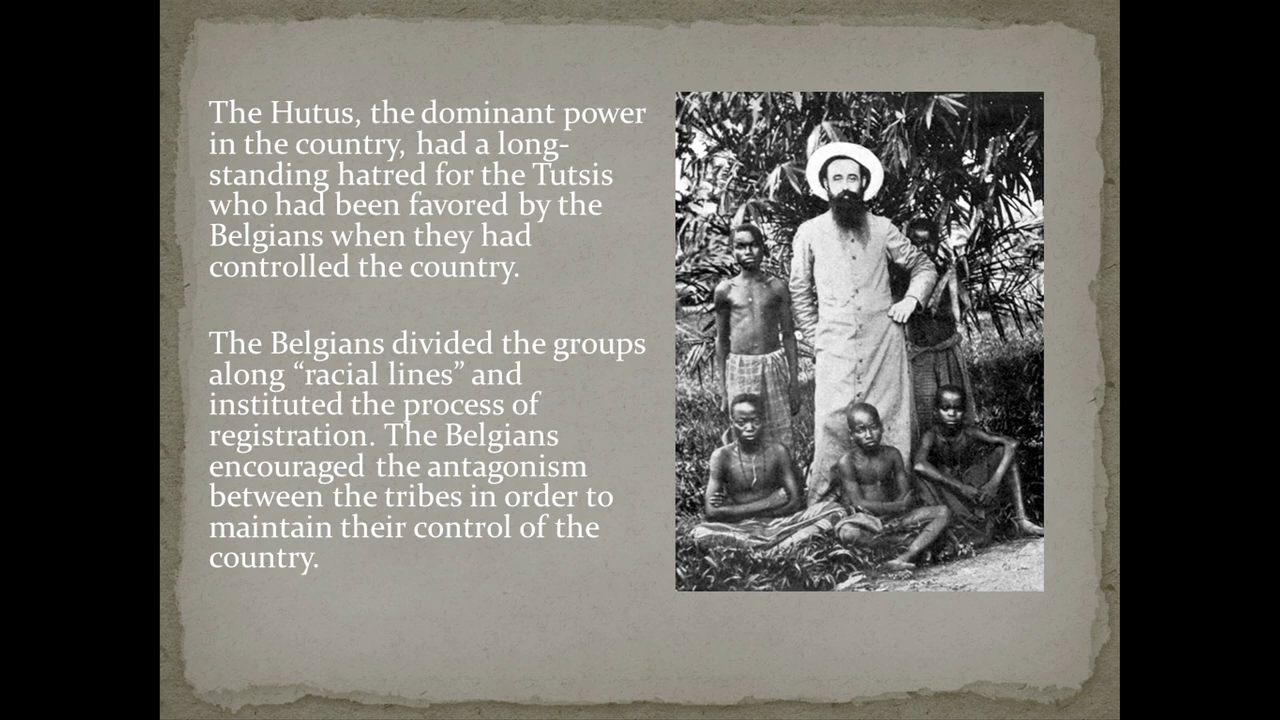 The Hutus, the dominant power
in the country, had a long-
standing hatred for the Tutsis
who had been favored by the
Belgians when they had
controlled the country.
The Belgians divided the groups
along “racial lines” and
instituted the process of
registration. The Belgians
encouraged the antagonism
between the tribes in order to
maintain their control of the
country.